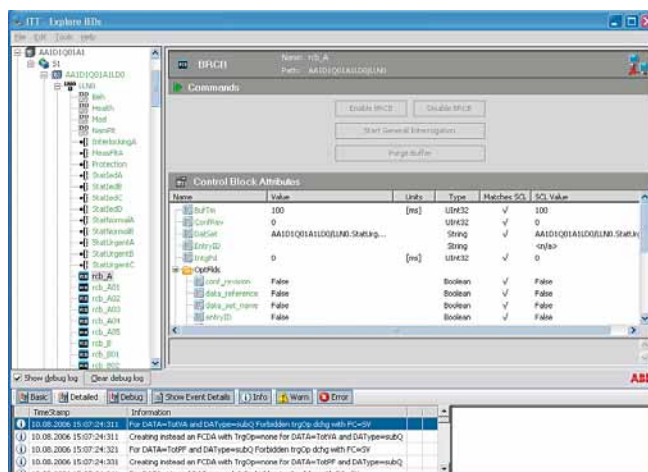 ITT - Explore IEDs
File Edit Tools Help
AA1D1Q01A1
S1
AA1D1Q01A1LD0
LLN0
Beh
Health
Mod
NamPlt
InterlockingA
MeasFltA
Protection
StatIedA
StatIedB
StatIedC
StatIedD
StatNormalA
StatNormalB
StatUrgentA
StatUrgentB
StatUrgentC
rcb_A
rcb_A01
rcb_A02
rcb_A03
rcb_A04
rcb_A05
rcb_B
rcb_B01
rcb_B02
BRCB
Name: rcb_A
Path: AA1D1Q01A1LD0/LLN0
Commands
Enable BRCB Disable BRCB
Start General Interrogation
Purge Buffer
Control Block Attributes
Name Value Units Type Matches SCL SCL Value
BufTm 100 [ms] UInt32 √ 100
ConfRev 0 UInt32 √ 0
DatSet AA1D1Q01A1LD0/LLN0.StatUrg... String √ AA1D1Q01A1LD0/LLN0.StatUrg
EntryID String <n/a>
IntgPd 0 [ms] UInt32 √ 0
OptFlds
conf_revision False Boolean √ False
data_reference False Boolean √ False
data_set_name False Boolean √ False
entryID False Boolean √ False
Show debug log Clear debug log
ABB
Basic Detailed Debug Show Event Details Info Warn Error
TimeStamp Information
10.08.2006 15:07:24:311 For DATA=TotVA and DAType=subQ Forbidden trgOp dchg with FC=SV
10.08.2006 15:07:24:311 Creating instead an FCDA with TrgOp=none for DATA=TotVA and DAType=subQ
10.08.2006 15:07:24:321 For DATA=TotPF and DAType=subQ Forbidden trgOp dchg with FC=SV
10.08.2006 15:07:24:331 Creating instead an FCDA with TrgOp=none for DATA=TotPF and DAType=subQ